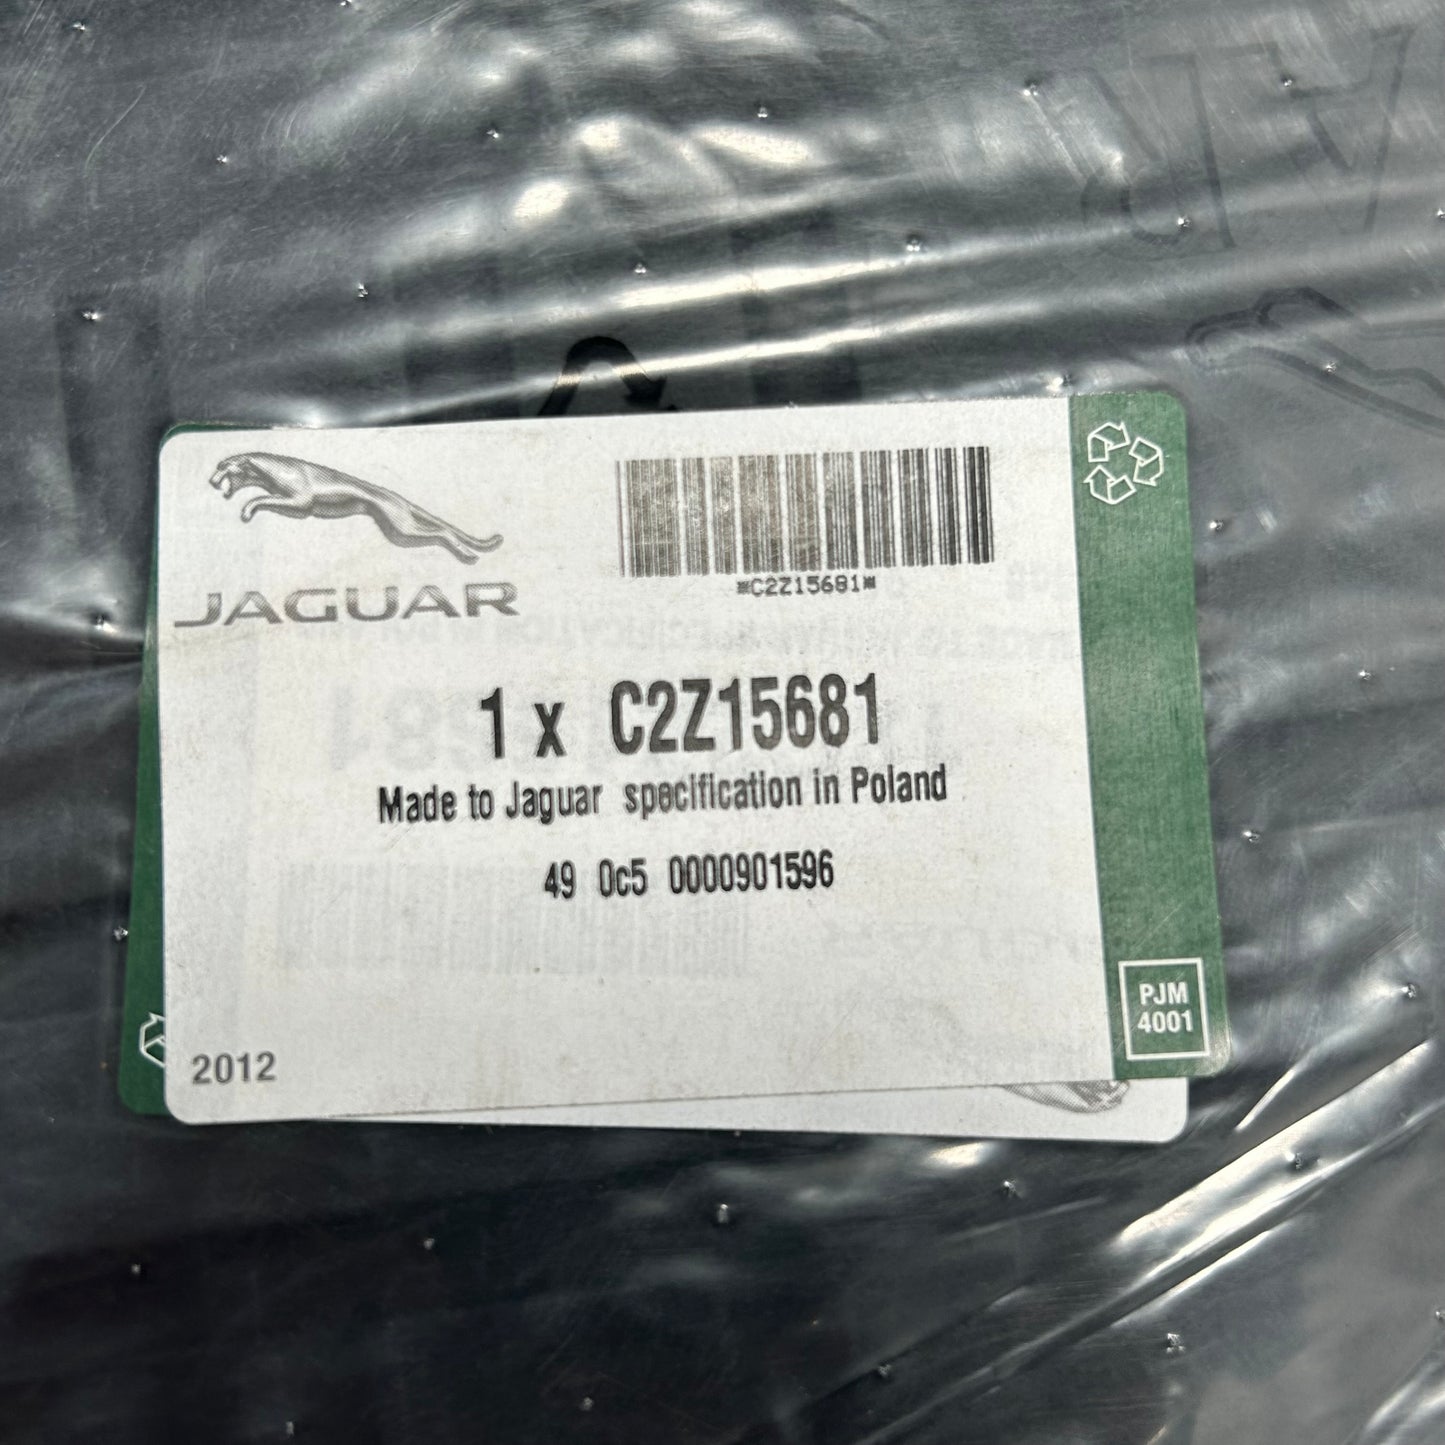 JAGUAR
*C2Z15681*
1 x C2Z15681
Made to Jaguar specification in Poland
49 0c5 0000901596
PJM
4001
2012